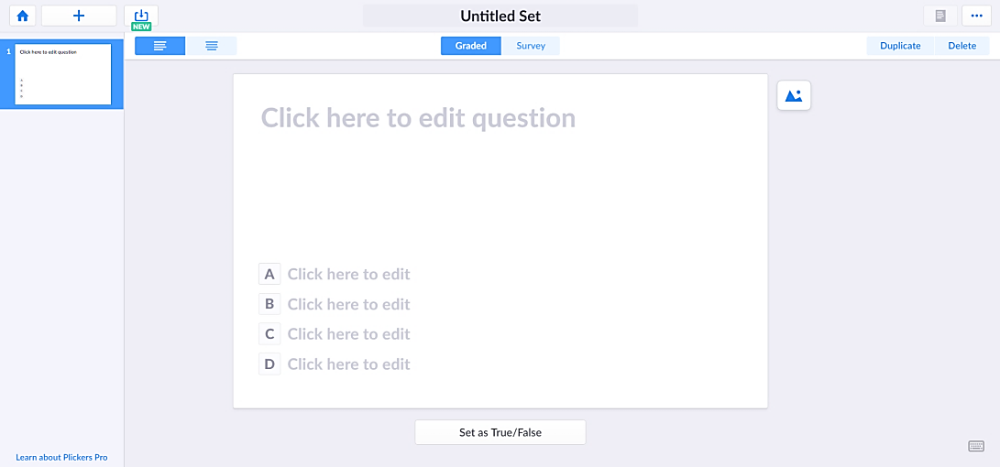 Untitled Set
NEW
Graded
Survey
Duplicate
Delete
1
Click here to edit question
A
B
C
D
Click here to edit question
A Click here to edit
B Click here to edit
C Click here to edit
D Click here to edit
Set as True/False
Learn about Plickers Pro